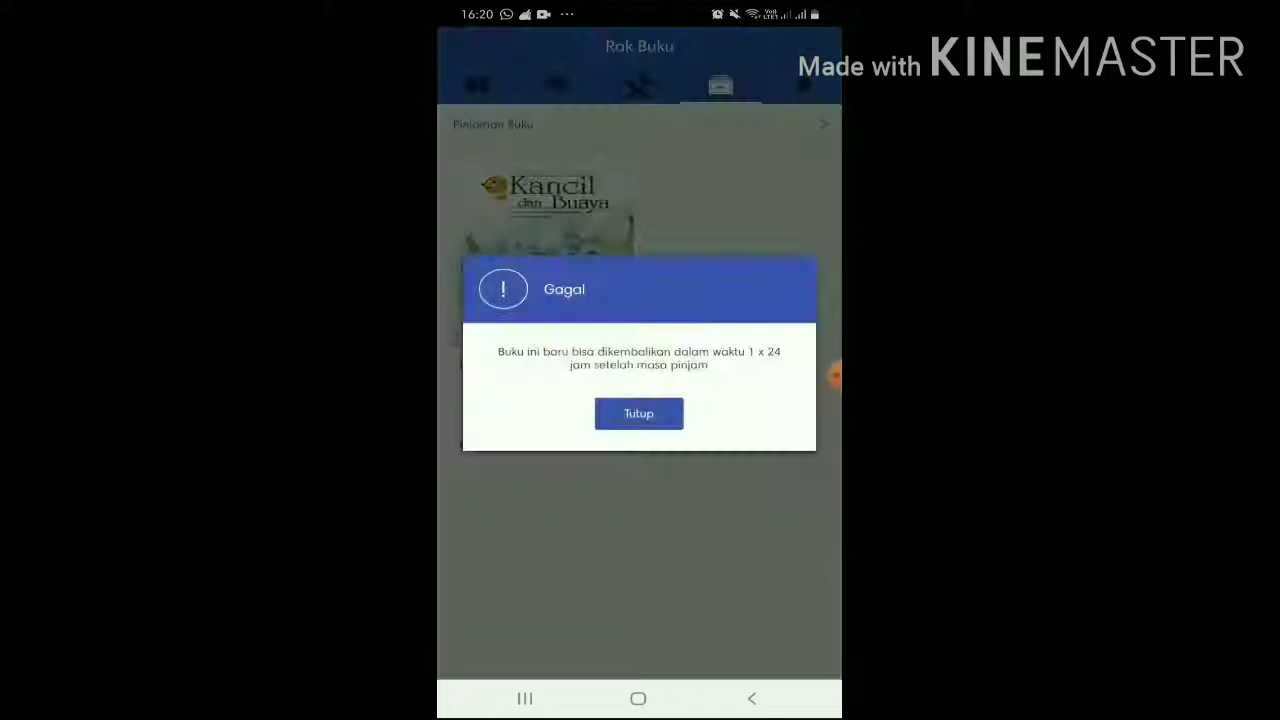 16:20
Rak Buku
Made with KINEMASTER
Pinjaman Buku
Kancil
dan Buaya
Gagal
Buku ini baru bisa dikembalikan dalam waktu 1 x 24
jam setelah masa pinjam
Tutup